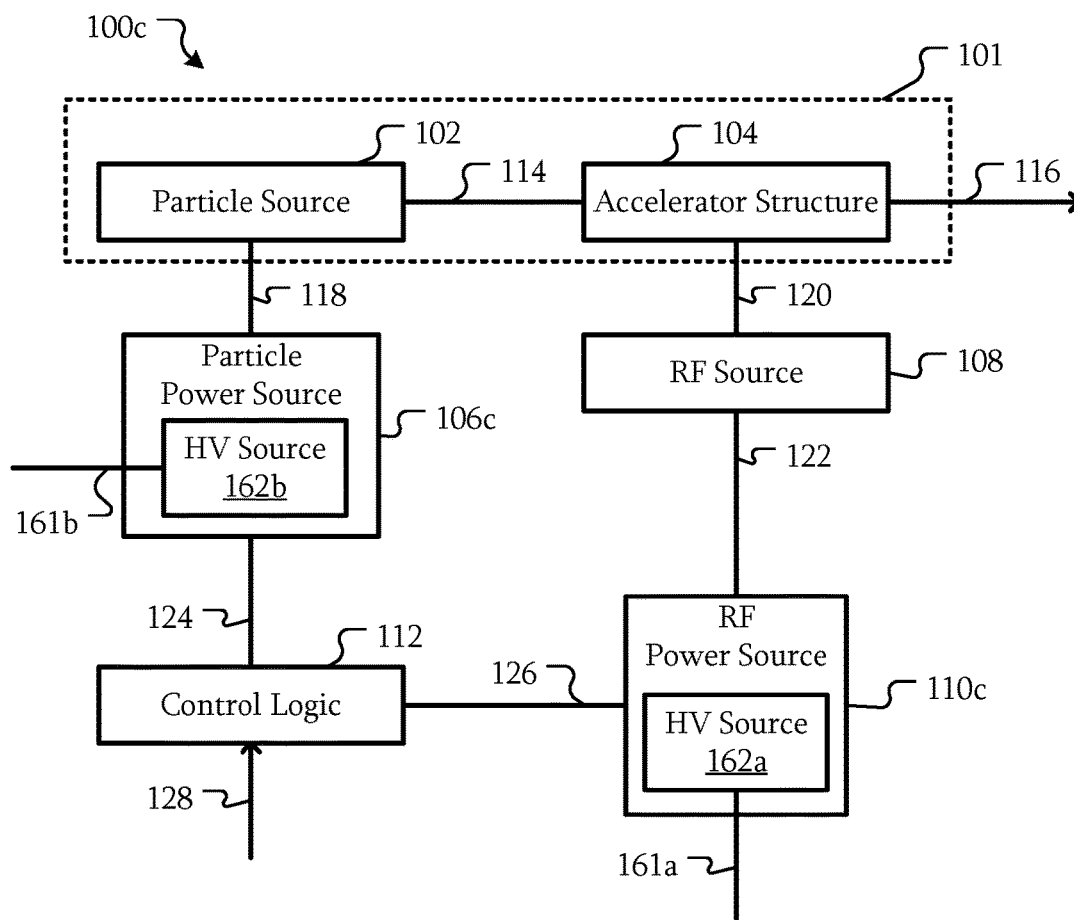 100c
101
102
104
114
116
Particle Source
Accelerator Structure
118
120
Particle
Power Source
106c
HV Source
162b
161b
RF Source
108
122
124
112
Control Logic
126
128
RF
Power Source
110c
HV Source
162a
161a